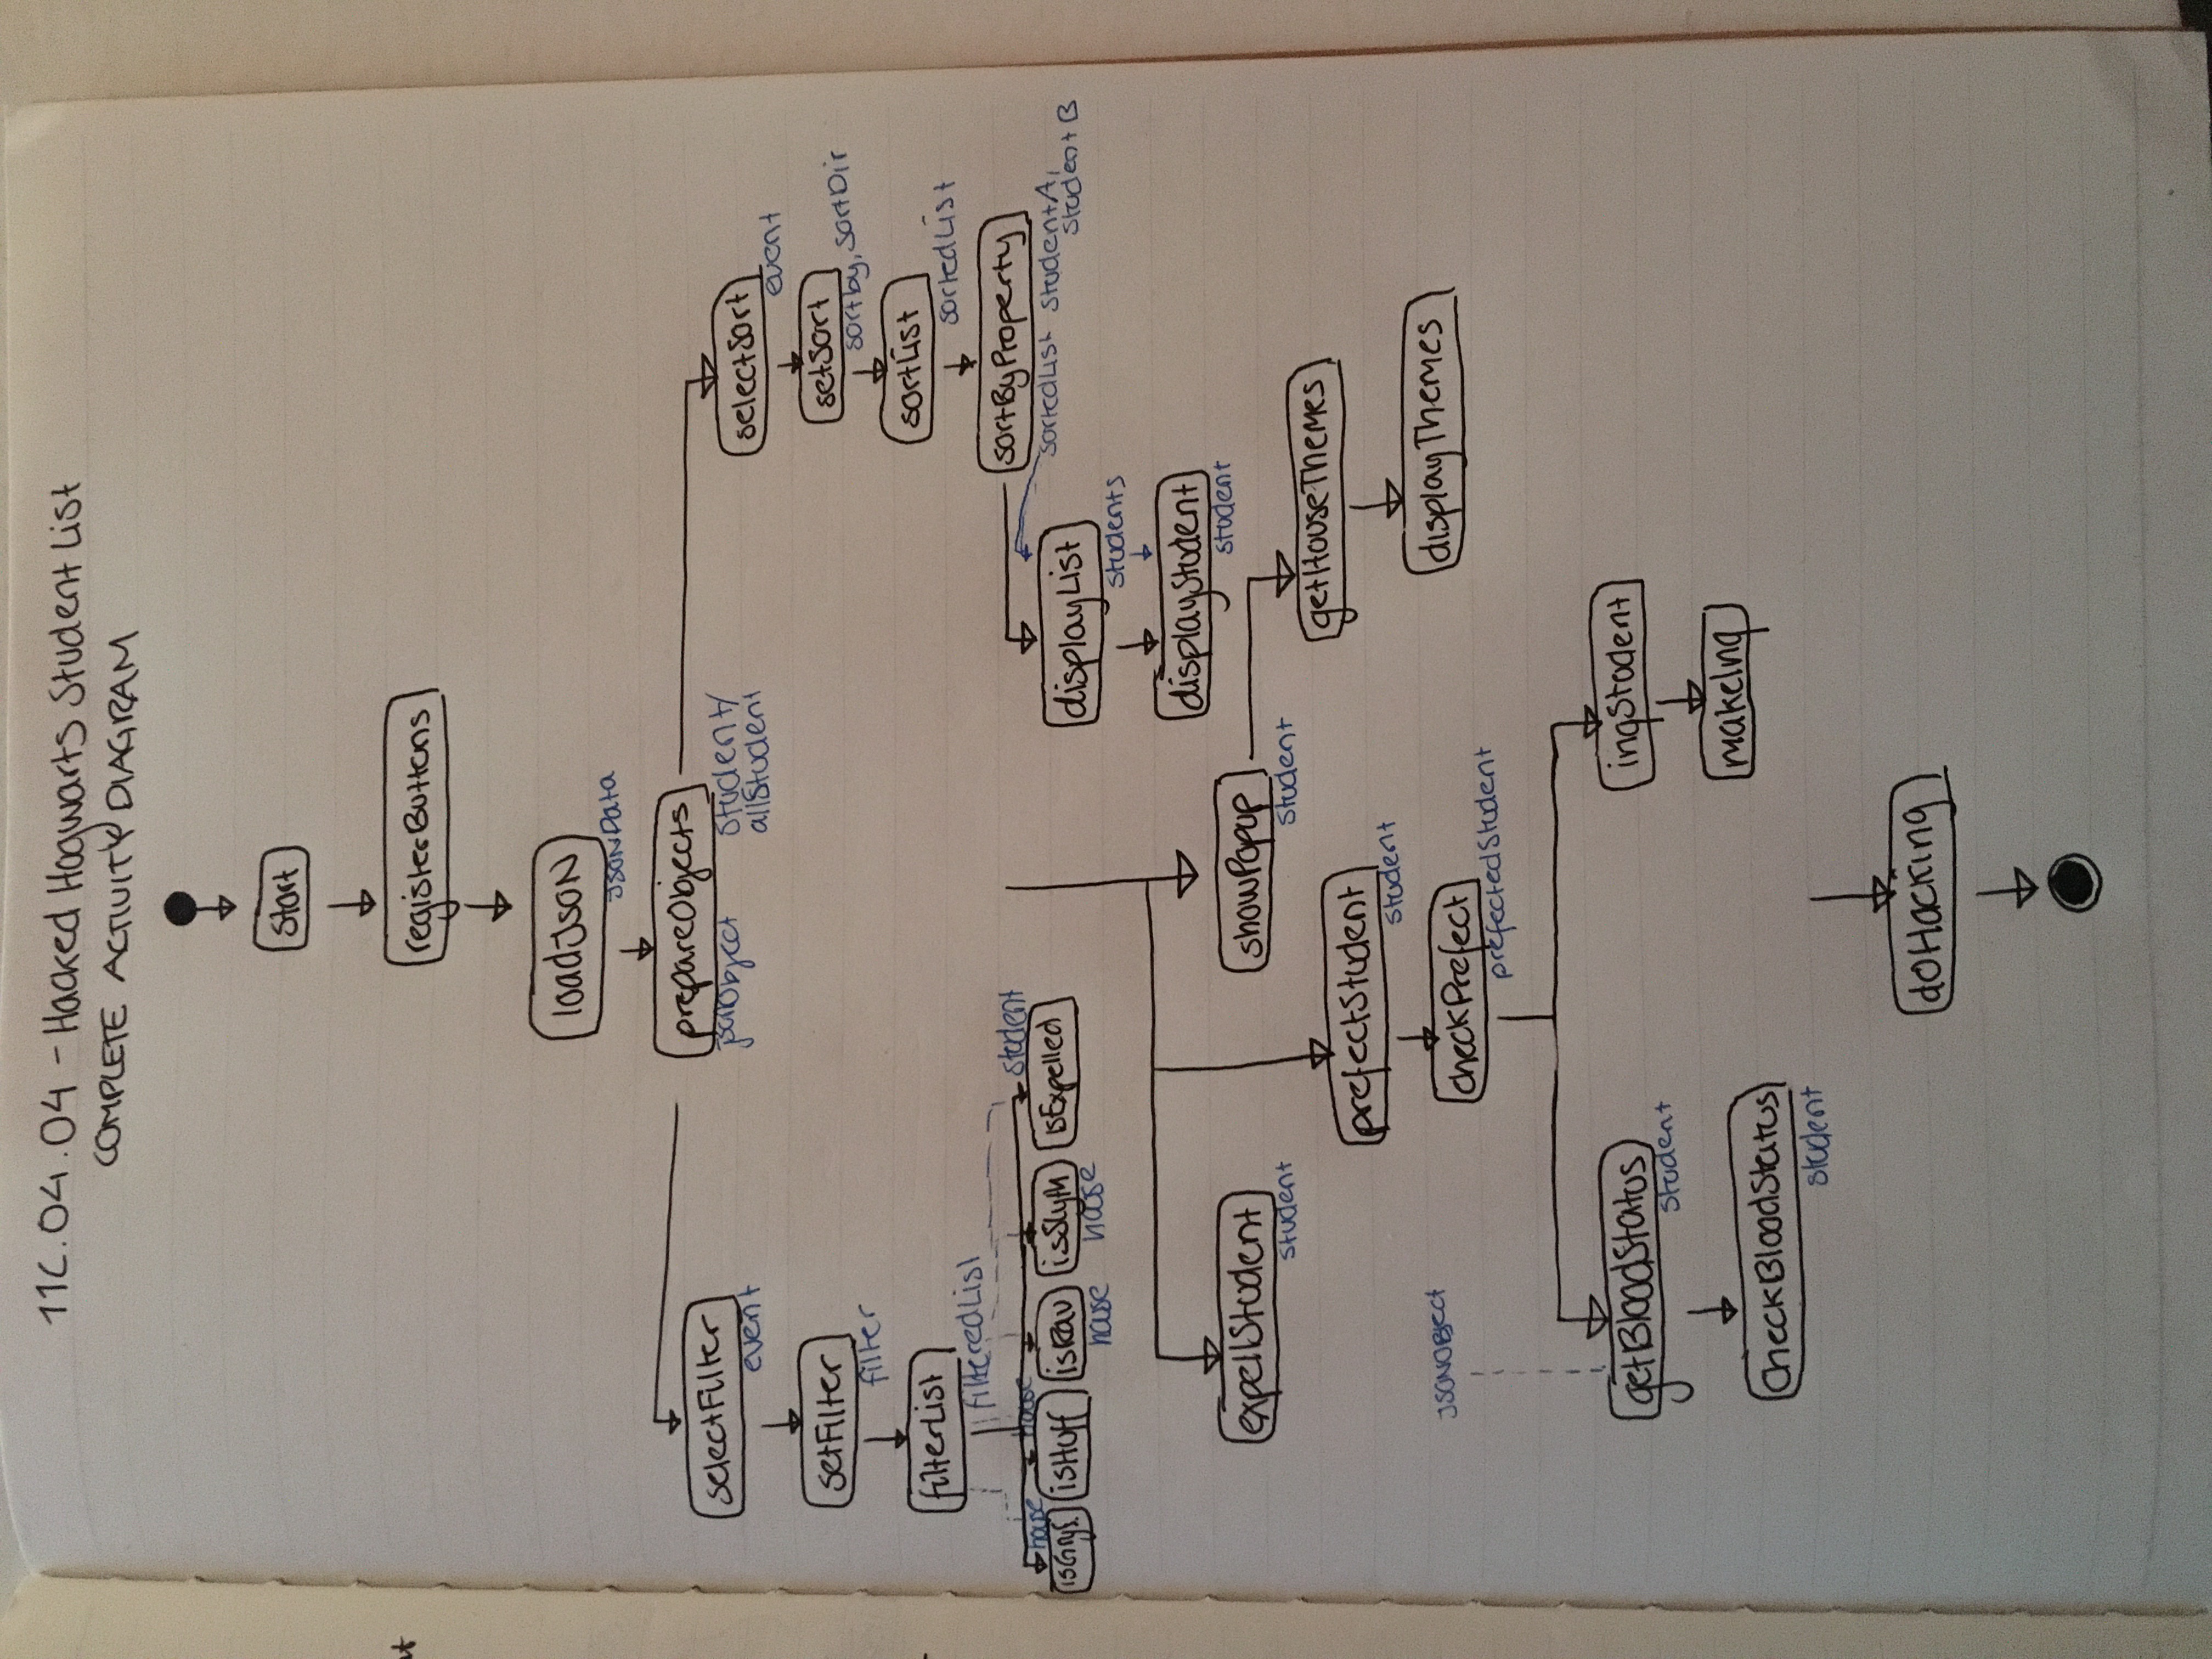 11C.04.04 - Hacked Hogwarts Student List
COMPLETE ACTIVITY DIAGRAM
Start
registerButtons
loadJSON
JSONData
prepareObjects
jsonObject
student/
allStudent
selectFilter
event
setFilter
filter
filterList
filteredList
house
house
student
isGryf.
isHuff
isRav
isSlyth
isExpelled
house
house
selectSort
event
setSort
sortby, sortDir
sortList
sortedList
sortByProperty
sortedList
studentA,
studentB
displayList
students
displayStudent
student
expellStudent
student
showPopup
student
getHouseThemes
displayThemes
prefectStudent
student
checkPrefect
prefectedStudent
JSONObject
getBloodStatus
student
checkBloodStatus
student
inqStudent
makeInq
doHacking